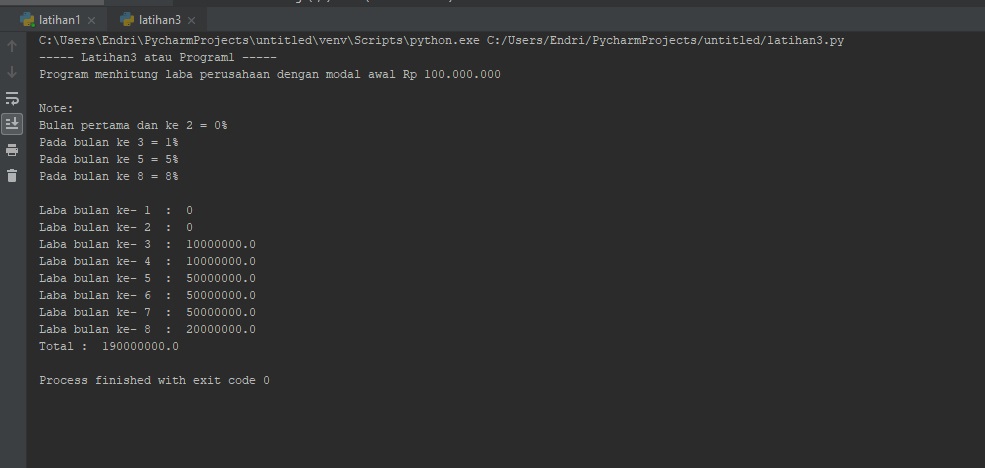 latihan1 latihan3
C:\Users\Endri\PycharmProjects\untitled\venv\Scripts\python.exe C:/Users/Endri/PycharmProjects/untitled/latihan3.py
----- Latihan3 atau Program1 -----
Program menhitung laba perusahaan dengan modal awal Rp 100.000.000
Note:
Bulan pertama dan ke 2 = 0%
Pada bulan ke 3 = 1%
Pada bulan ke 5 = 5%
Pada bulan ke 8 = 8%
Laba bulan ke- 1  :  0
Laba bulan ke- 2  :  0
Laba bulan ke- 3  :  10000000.0
Laba bulan ke- 4  :  10000000.0
Laba bulan ke- 5  :  50000000.0
Laba bulan ke- 6  :  50000000.0
Laba bulan ke- 7  :  50000000.0
Laba bulan ke- 8  :  20000000.0
Total :  190000000.0
Process finished with exit code 0